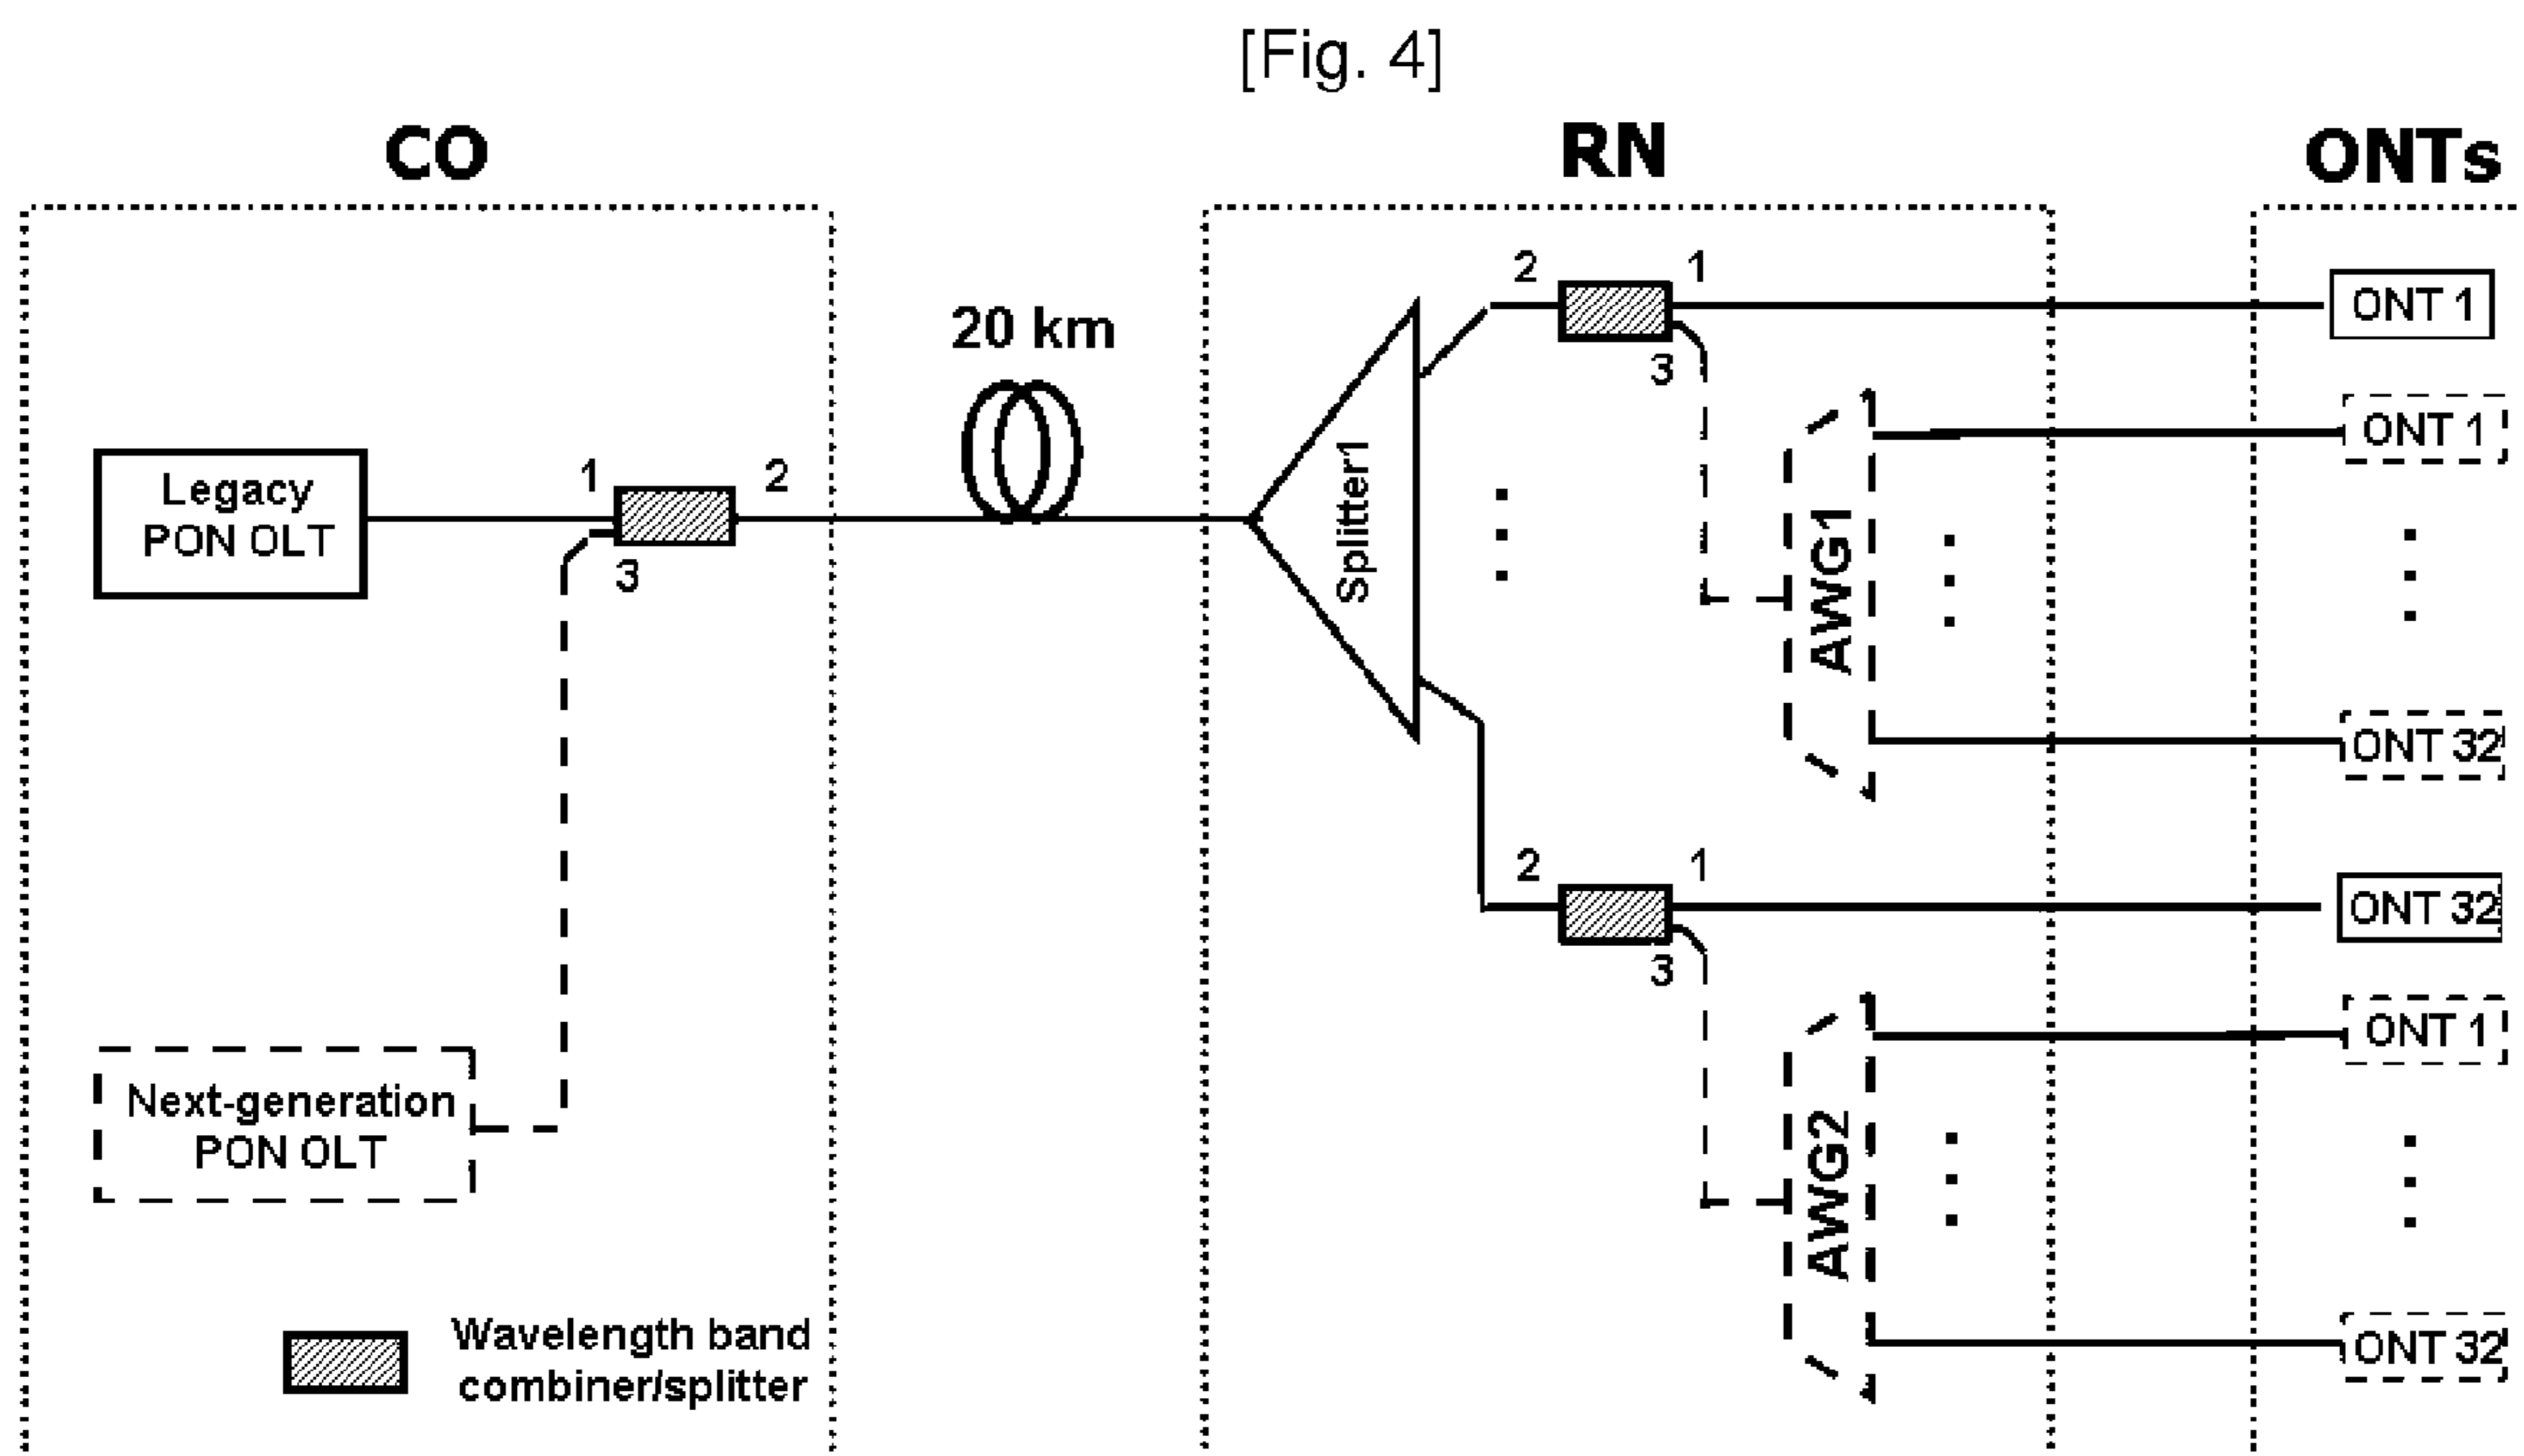 [Fig. 4]
CO
RN
ONTs
20 km
Legacy
PON OLT
1
2
3
Splitter1
2
1
3
ONT 1
AWG1
ONT 1
ONT 32
2
1
3
ONT 32
AWG2
ONT 1
ONT 32
Next-generation
PON OLT
Wavelength band
combiner/splitter